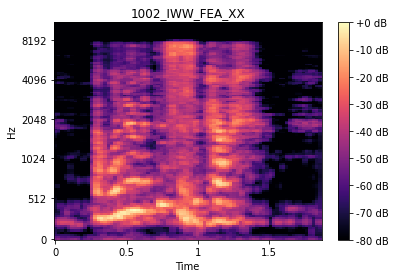 1002_IWW_FEA_XX
8192
4096
2048
1024
512
0
Hz
0
0.5
1
1.5
Time
+0 dB
-10 dB
-20 dB
-30 dB
-40 dB
-50 dB
-60 dB
-70 dB
-80 dB